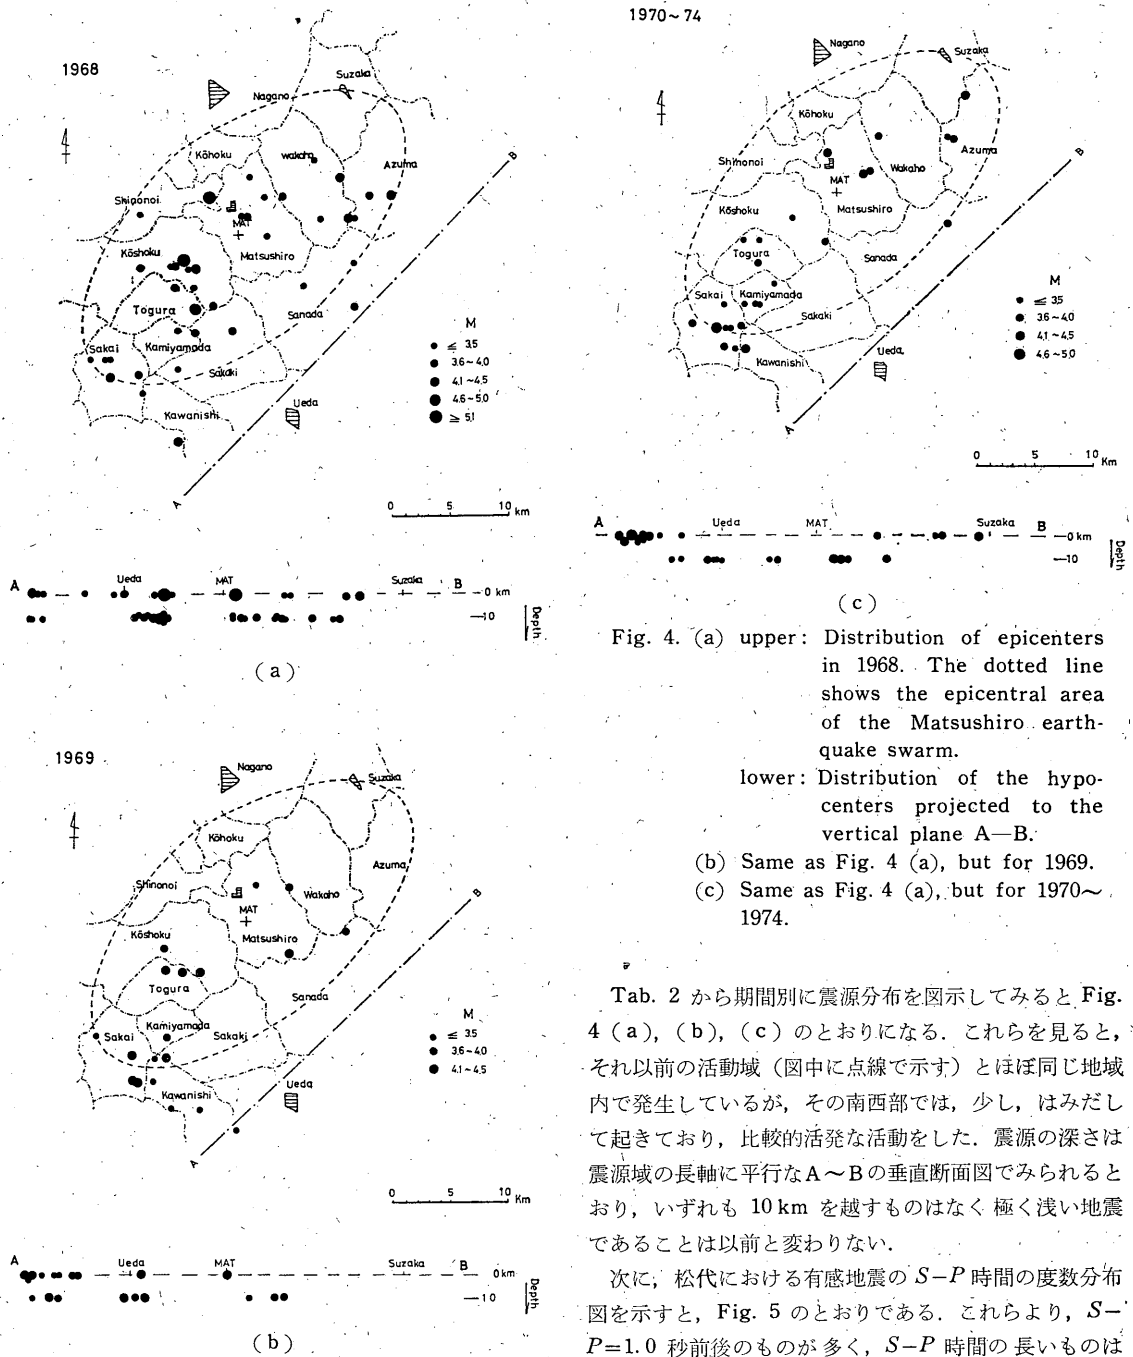 1968
Nagano
Suzaka
Kōhoku
Wakaho
Azuma
B
Shinonoi
MAT
Kōshoku
Matsushiro
Togura
Sanada
Sakai
Kamiyamada
Sakaki
Ueda
Kawanishi
A
M
≦ 3.5
3.6~4.0
4.1~4.5
4.6~5.0
≧ 5.1
0 5 10 km
A Ueda MAT Suzaka B 0 km
10
Depth
(a)
1969
Nagano
Suzaka
Kōhoku
Azuma
Shinonoi
Wakaho
B
MAT
Kōshoku
Matsushiro
Togura
Sanada
Sakai
Kamiyamada
Sakaki
Ueda
Kawanishi
A
M
≦ 3.5
3.6~4.0
4.1~4.5
0 5 10 Km
A Ueda MAT Suzaka B 0km
10
Depth
(b)
1970~74
Nagano
Suzaka
Kōhoku
Azuma
B
Shinonoi
Wakaho
MAT
Kōshoku
Matsushiro
Togura
Sanada
Sakai
Kamiyamada
Sakaki
Ueda
Kawanishi
A
M
≦ 3.5
3.6~4.0
4.1~4.5
4.6~5.0
0 5 10 Km
A Ueda MAT Suzaka B 0 km
10
Depth
(c)
Fig. 4. (a) upper: Distribution of epicenters
in 1968. The dotted line
shows the epicentral area
of the Matsushiro earth-
quake swarm.
lower: Distribution of the hypo-
centers projected to the
vertical plane A—B.
(b) Same as Fig. 4 (a), but for 1969.
(c) Same as Fig. 4 (a), but for 1970~
1974.
Tab. 2 から期間別に震源分布を図示してみると Fig.
4 (a), (b), (c) のとおりになる．これらを見ると，
それ以前の活動域（図中に点線で示す）とほぼ同じ地域
内で発生しているが，その南西部では，少し，はみだし
て起きており，比較的活発な活動をした．震源の深さは
震源域の長軸に平行なA～Bの垂直断面図でみられると
おり，いずれも 10 km を越すものはなく極く浅い地震
であることは以前と変わりない．
次に，松代における有感地震の S−P 時間の度数分布
図を示すと，Fig. 5 のとおりである．これらより，S−
P=1.0 秒前後のものが多く，S−P 時間の長いものは